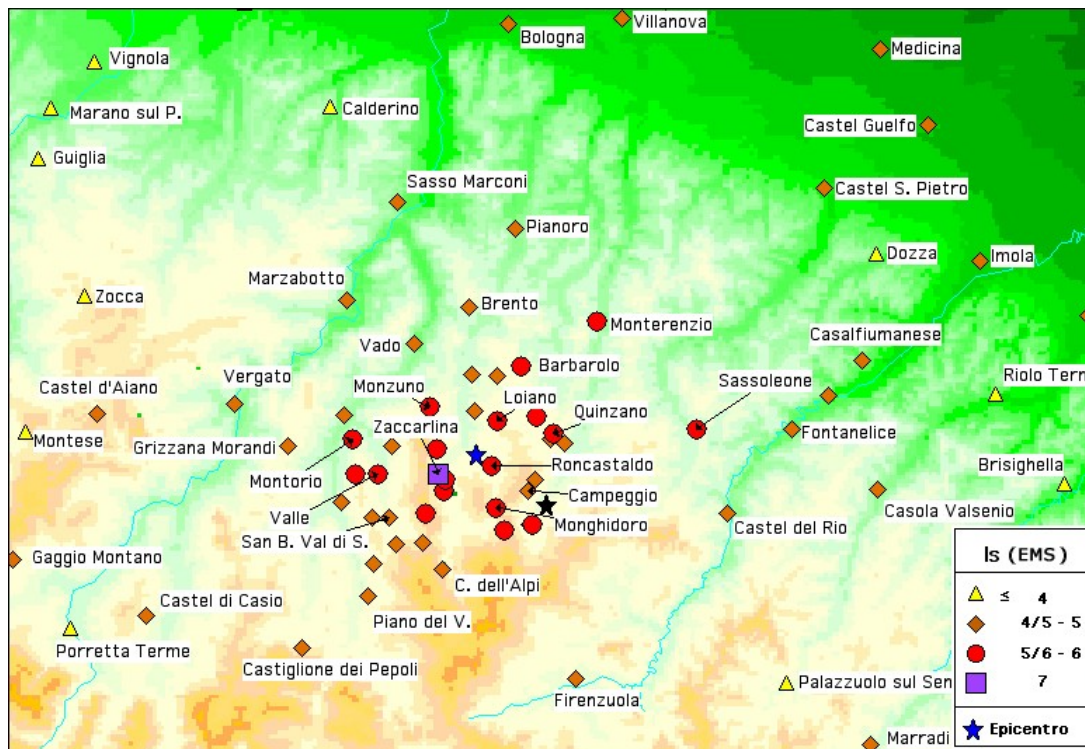 Villanova
Bologna
Medicina
Vignola
Marano sul P.
Calderino
Castel Guelfo
Guiglia
Sasso Marconi
Castel S. Pietro
Pianoro
Dozza
Imola
Marzabotto
Zocca
Brento
Monterenzio
Casalfiumanese
Vado
Barbarolo
Castel d'Aiano
Vergato
Monzuno
Loiano
Sassoleone
Riolo Tern
Quinzano
Zaccarlina
Montese
Grizzana Morandi
Fontanelice
Roncastaldo
Brisighella
Montorio
Campeggio
Casola Valsenio
Valle
Monghidoro
Castel del Rio
San B. Val di S.
Gaggio Montano
C. dell'Alpi
Castel di Casio
Piano del V.
Porretta Terme
Castiglione dei Pepoli
Firenzuola
Palazzuolo sul Sen
Marradi
Is (EMS)
≤ 4
4/5 - 5
5/6 - 6
7
Epicentro